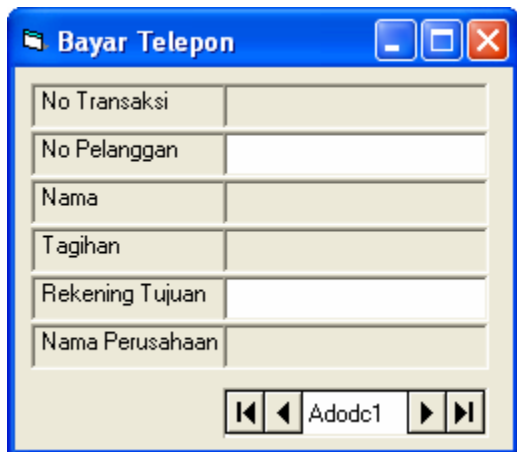 Bayar Telepon
No Transaksi
No Pelanggan
Nama
Tagihan
Rekening Tujuan
Nama Perusahaan
Adodc1